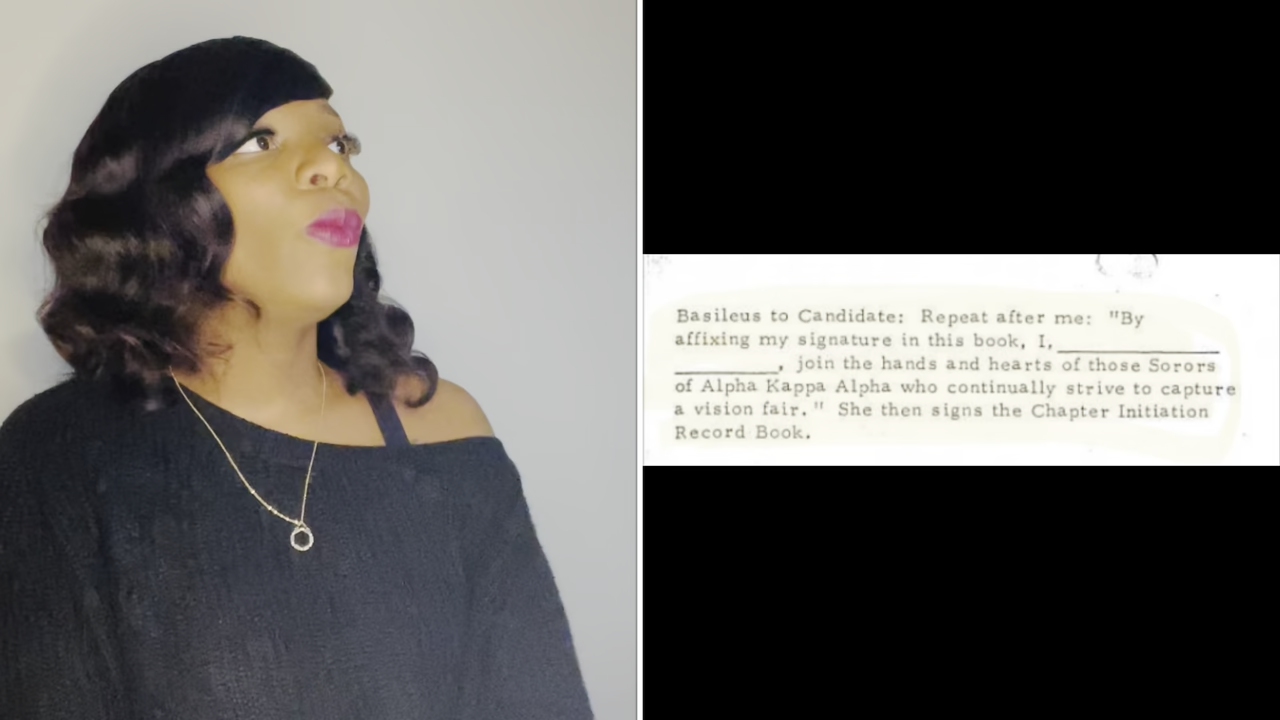 Basileus to Candidate: Repeat after me: "By
affixing my signature in this book, I, ________________
__________, join the hands and hearts of those Sorors
of Alpha Kappa Alpha who continually strive to capture
a vision fair." She then signs the Chapter Initiation
Record Book.